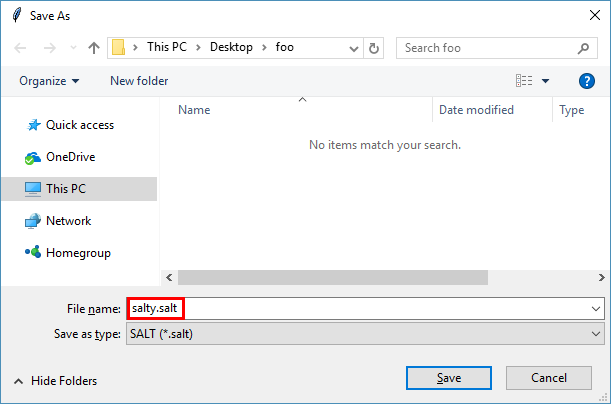 Save As
This PC > Desktop > foo
Search foo
Organize
New folder
?
Name
Date modified
Type
Quick access
OneDrive
This PC
Network
Homegroup
No items match your search.
File name: salty.salt
Save as type: SALT (*.salt)
Hide Folders
Save
Cancel